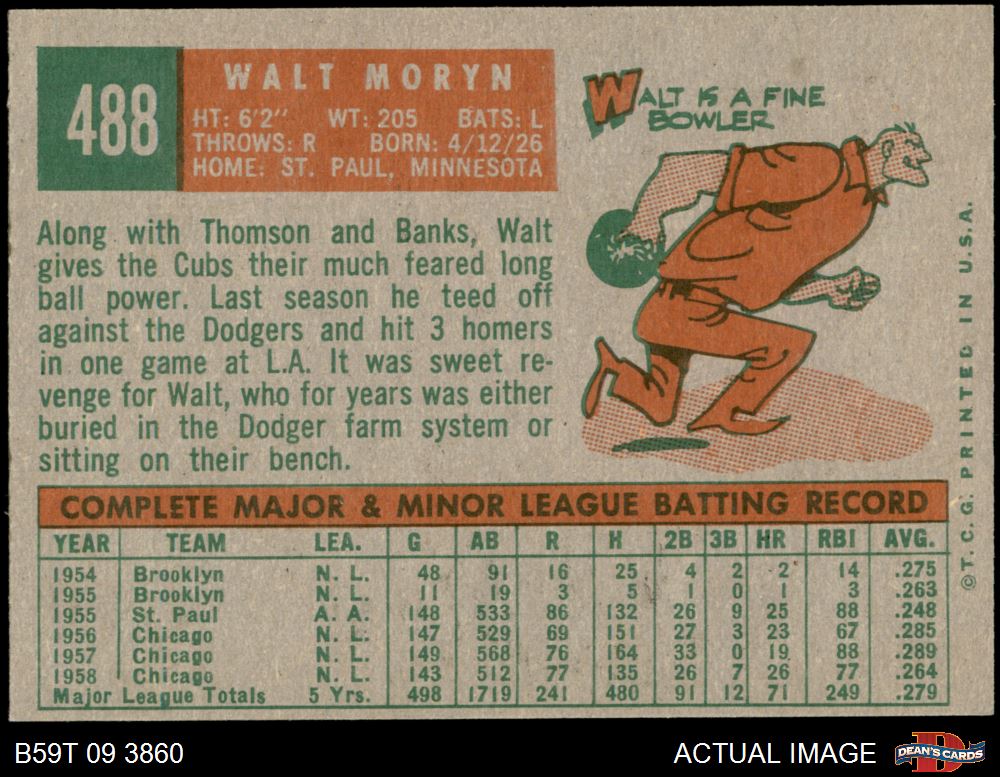 488
WALT MORYN
HT: 6'2" WT: 205 BATS: L
THROWS: R BORN: 4/12/26
HOME: ST. PAUL, MINNESOTA
WALT IS A FINE
BOWLER
Along with Thomson and Banks, Walt
gives the Cubs their much feared long
ball power. Last season he teed off
against the Dodgers and hit 3 homers
in one game at L.A. It was sweet re-
venge for Walt, who for years was either
buried in the Dodger farm system or
sitting on their bench.
©T. C. G. PRINTED IN U.S.A.
COMPLETE MAJOR & MINOR LEAGUE BATTING RECORD
YEAR TEAM LEA. G AB R H 2B 3B HR RBI AVG.
1954 Brooklyn N. L. 48 91 16 25 4 2 2 14 .275
1955 Brooklyn N. L. 11 19 3 5 1 0 1 3 .263
1955 St. Paul A. A. 148 533 86 132 26 9 25 88 .248
1956 Chicago N. L. 147 529 69 151 27 3 23 67 .285
1957 Chicago N. L. 149 568 76 164 33 0 19 88 .289
1958 Chicago N. L. 143 512 77 135 26 7 26 77 .264
Major League Totals 5 Yrs. 498 1719 241 480 91 12 71 249 .279
B59T 09 3860
ACTUAL IMAGE
DEAN'S CARDS